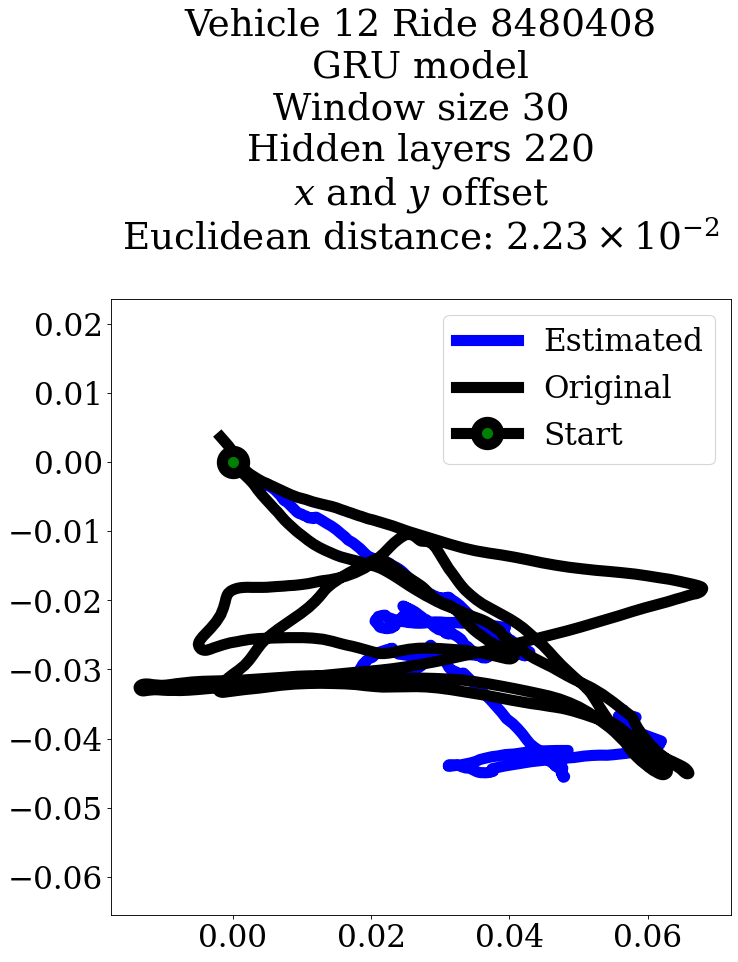 Vehicle 12 Ride 8480408
GRU model
Window size 30
Hidden layers 220
x and y offset
Euclidean distance: 2.23 × 10⁻²
Estimated
Original
Start
0.02
0.01
0.00
−0.01
−0.02
−0.03
−0.04
−0.05
−0.06
0.00 0.02 0.04 0.06